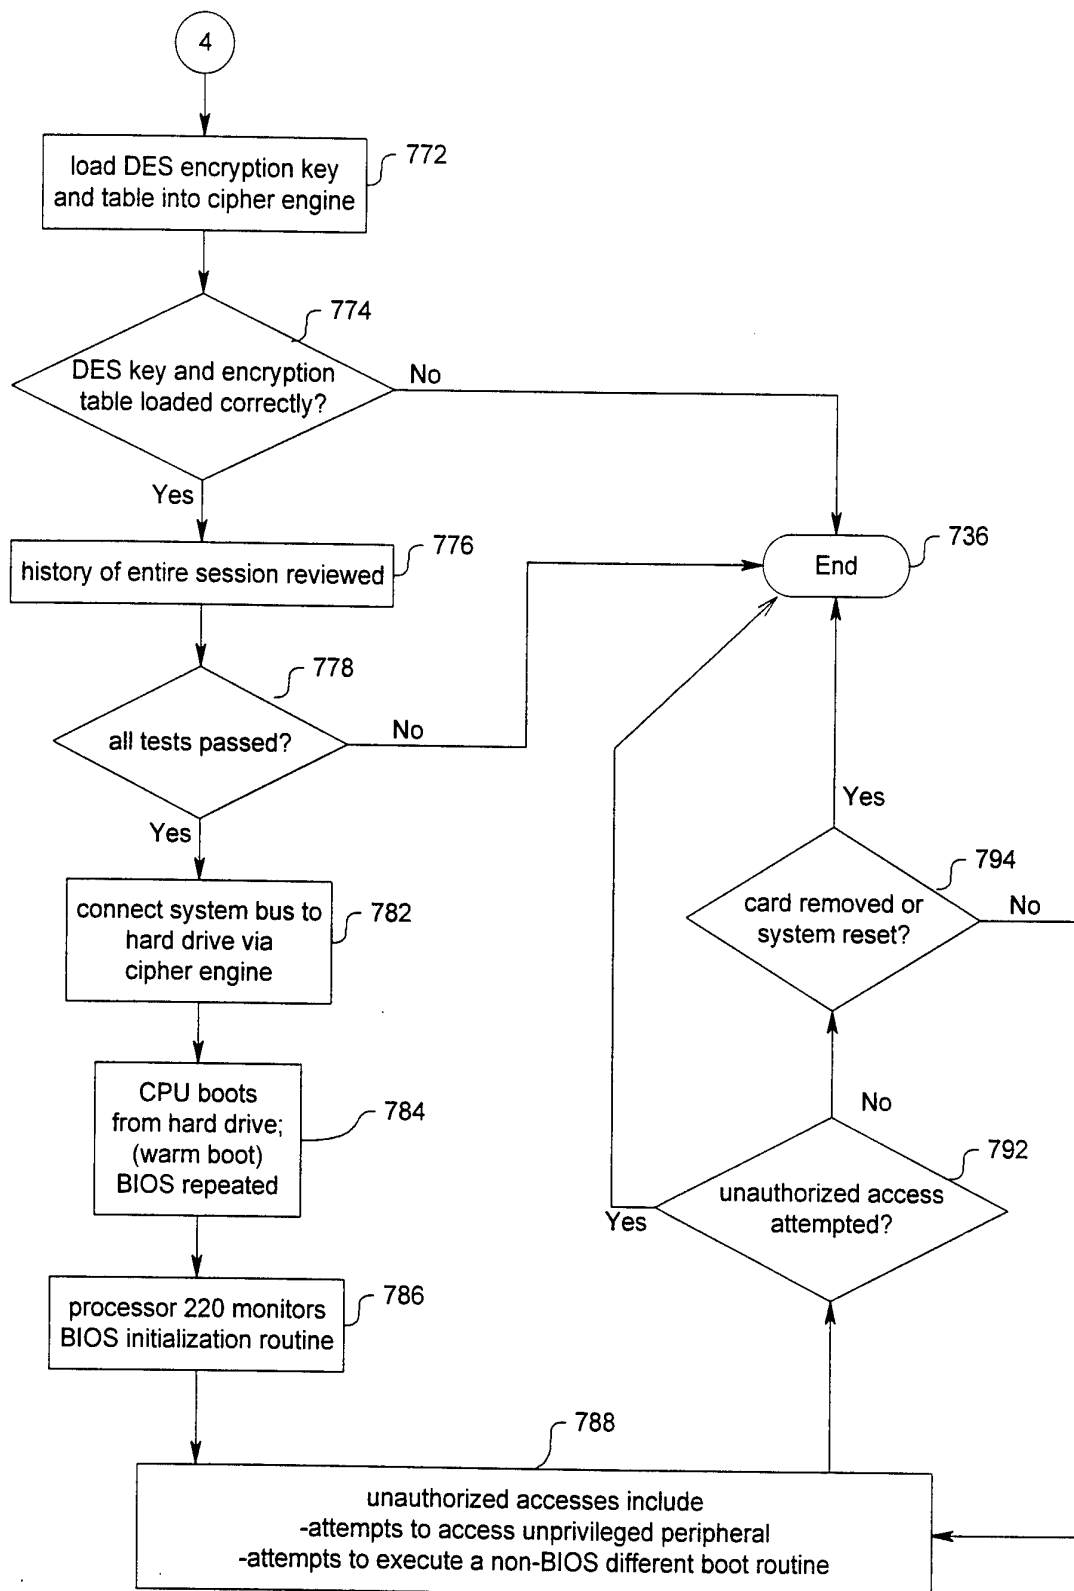 4
load DES encryption key
and table into cipher engine
772
774
DES key and encryption
table loaded correctly?
No
Yes
history of entire session reviewed
776
End
736
778
all tests passed?
No
Yes
connect system bus to
hard drive via
cipher engine
782
CPU boots
from hard drive;
(warm boot)
BIOS repeated
784
processor 220 monitors
BIOS initialization routine
786
788
unauthorized accesses include
-attempts to access unprivileged peripheral
-attempts to execute a non-BIOS different boot routine
792
unauthorized access
attempted?
Yes
No
794
card removed or
system reset?
Yes
No